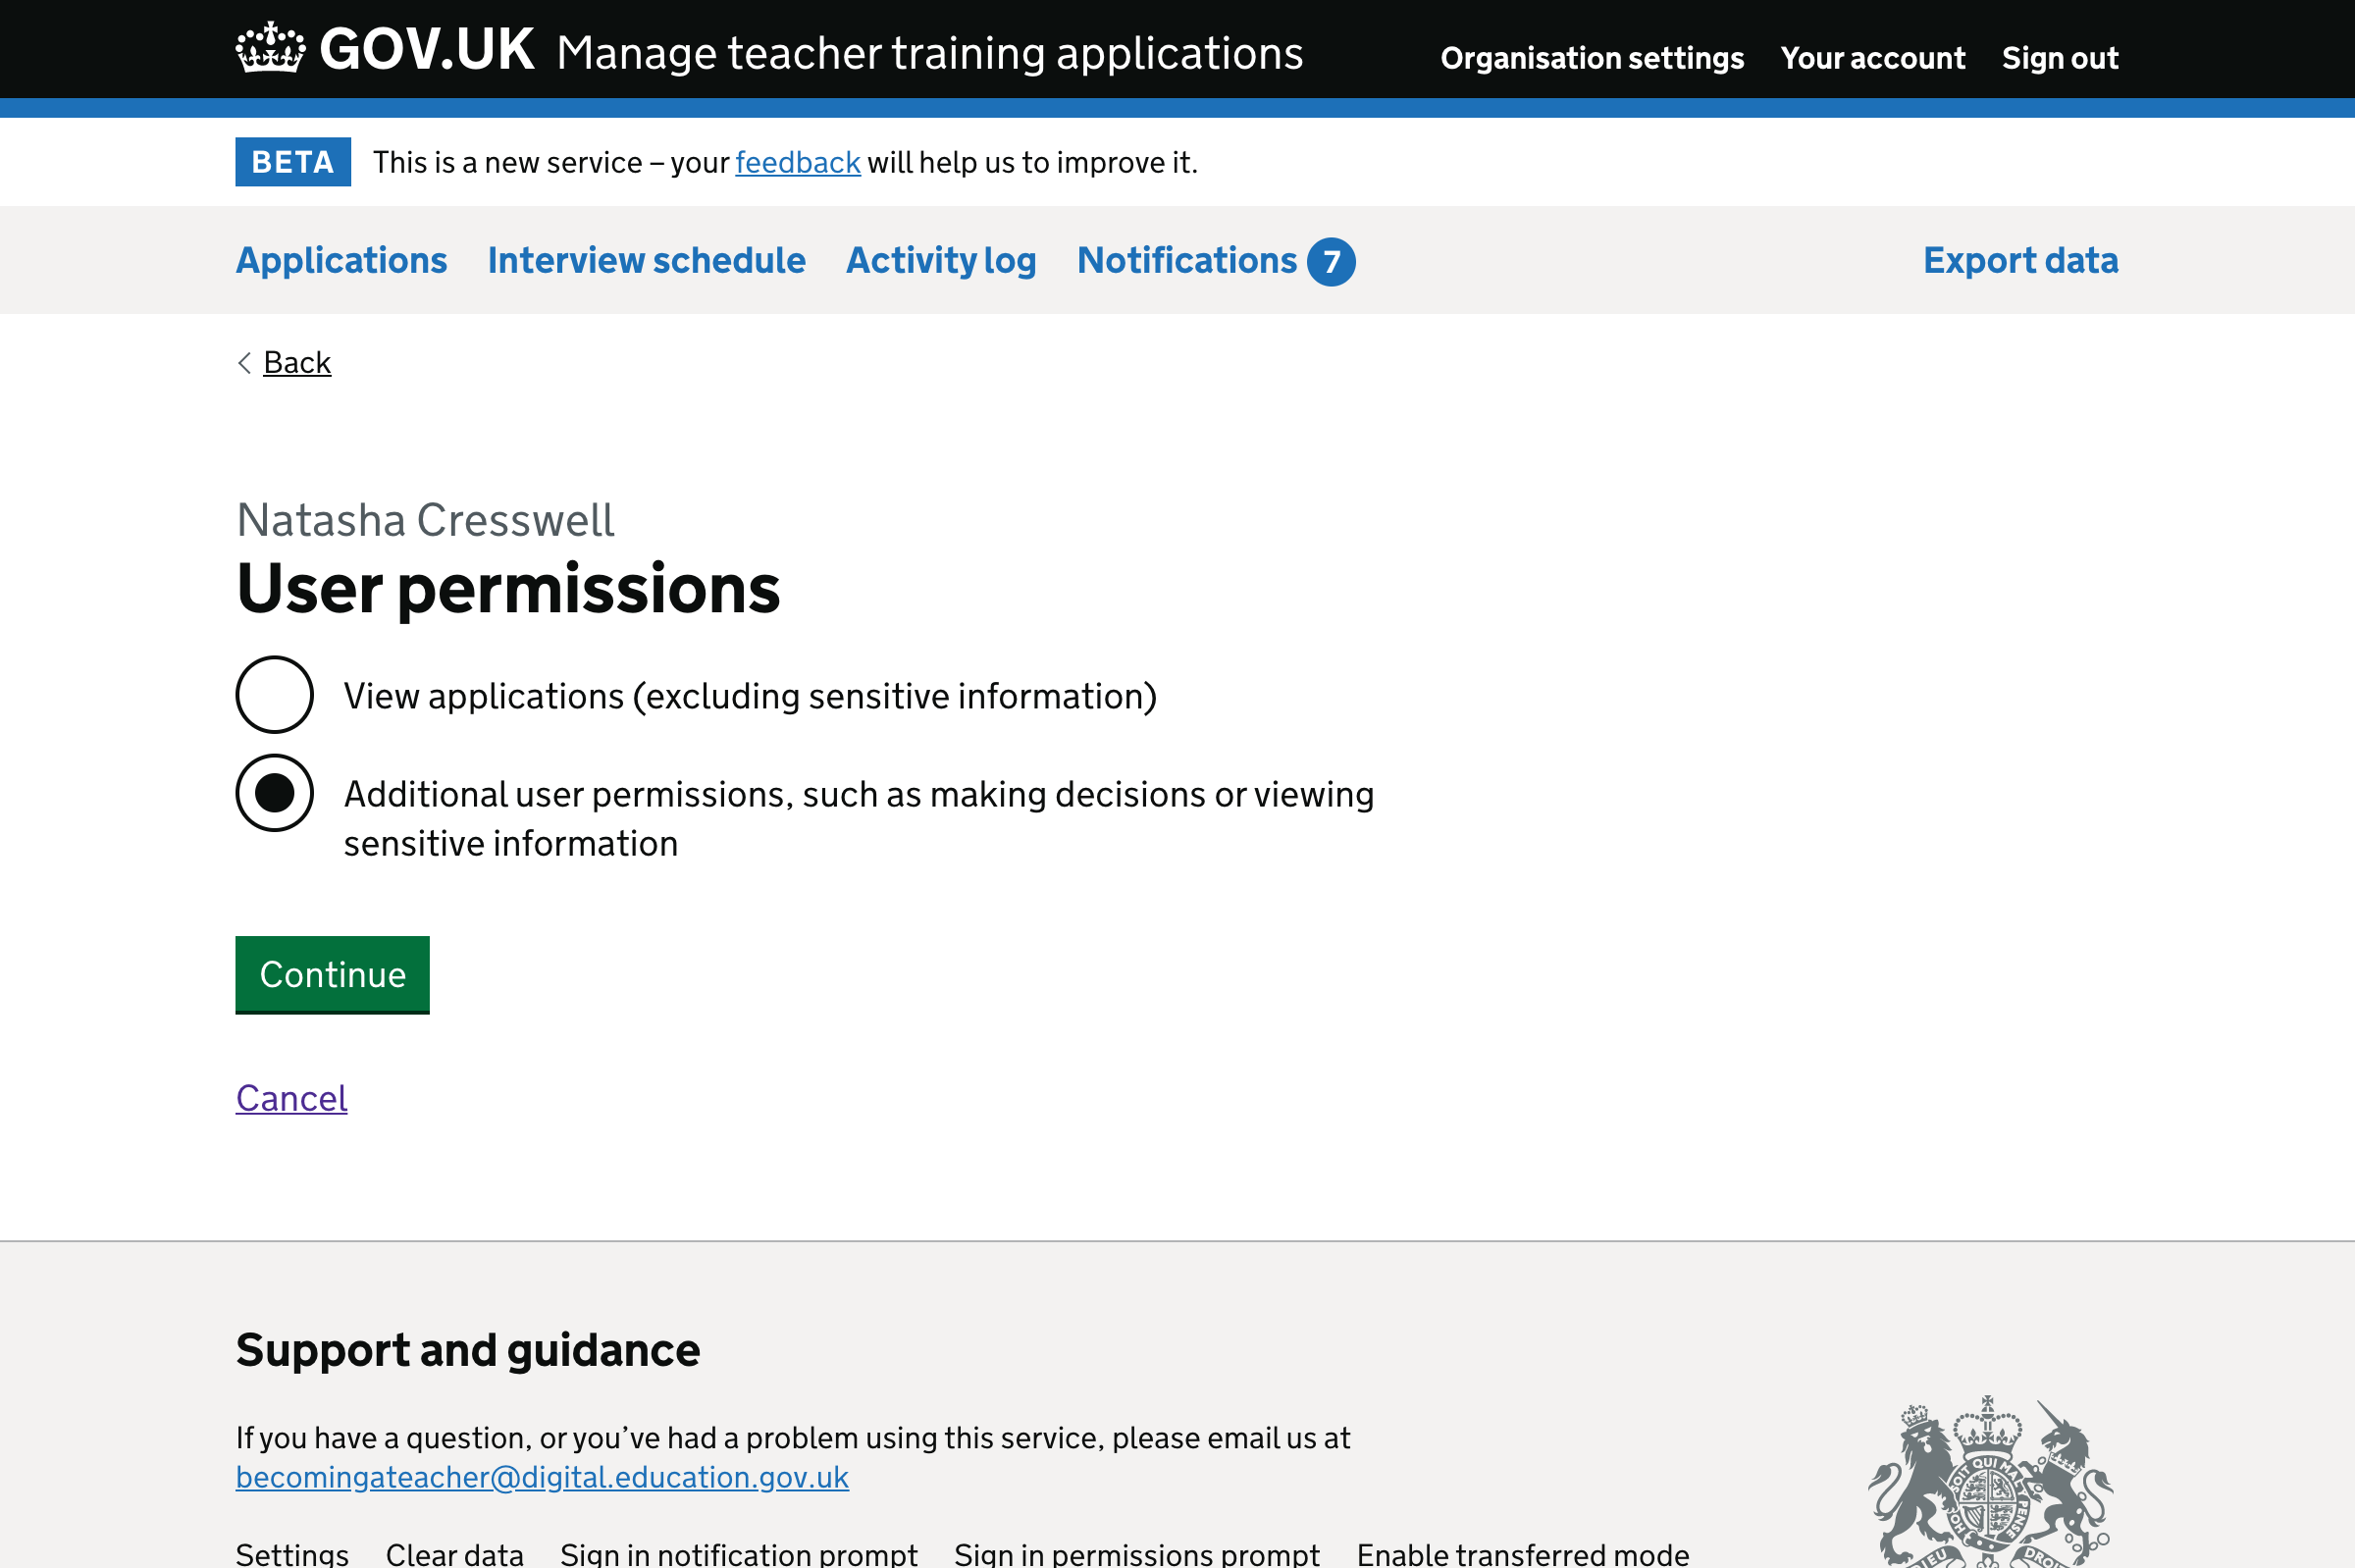 GOV.UK Manage teacher training applications Organisation settings Your account Sign out
BETA This is a new service – your feedback will help us to improve it.
Applications Interview schedule Activity log Notifications 7 Export data
Back
Natasha Cresswell
User permissions
View applications (excluding sensitive information)
Additional user permissions, such as making decisions or viewing
sensitive information
Continue
Cancel
Support and guidance
If you have a question, or you’ve had a problem using this service, please email us at
becomingateacher@digital.education.gov.uk
SOIT QUI MAL
DIEU DROIT
Settings Clear data Sign in notification prompt Sign in permissions prompt Enable transferred mode